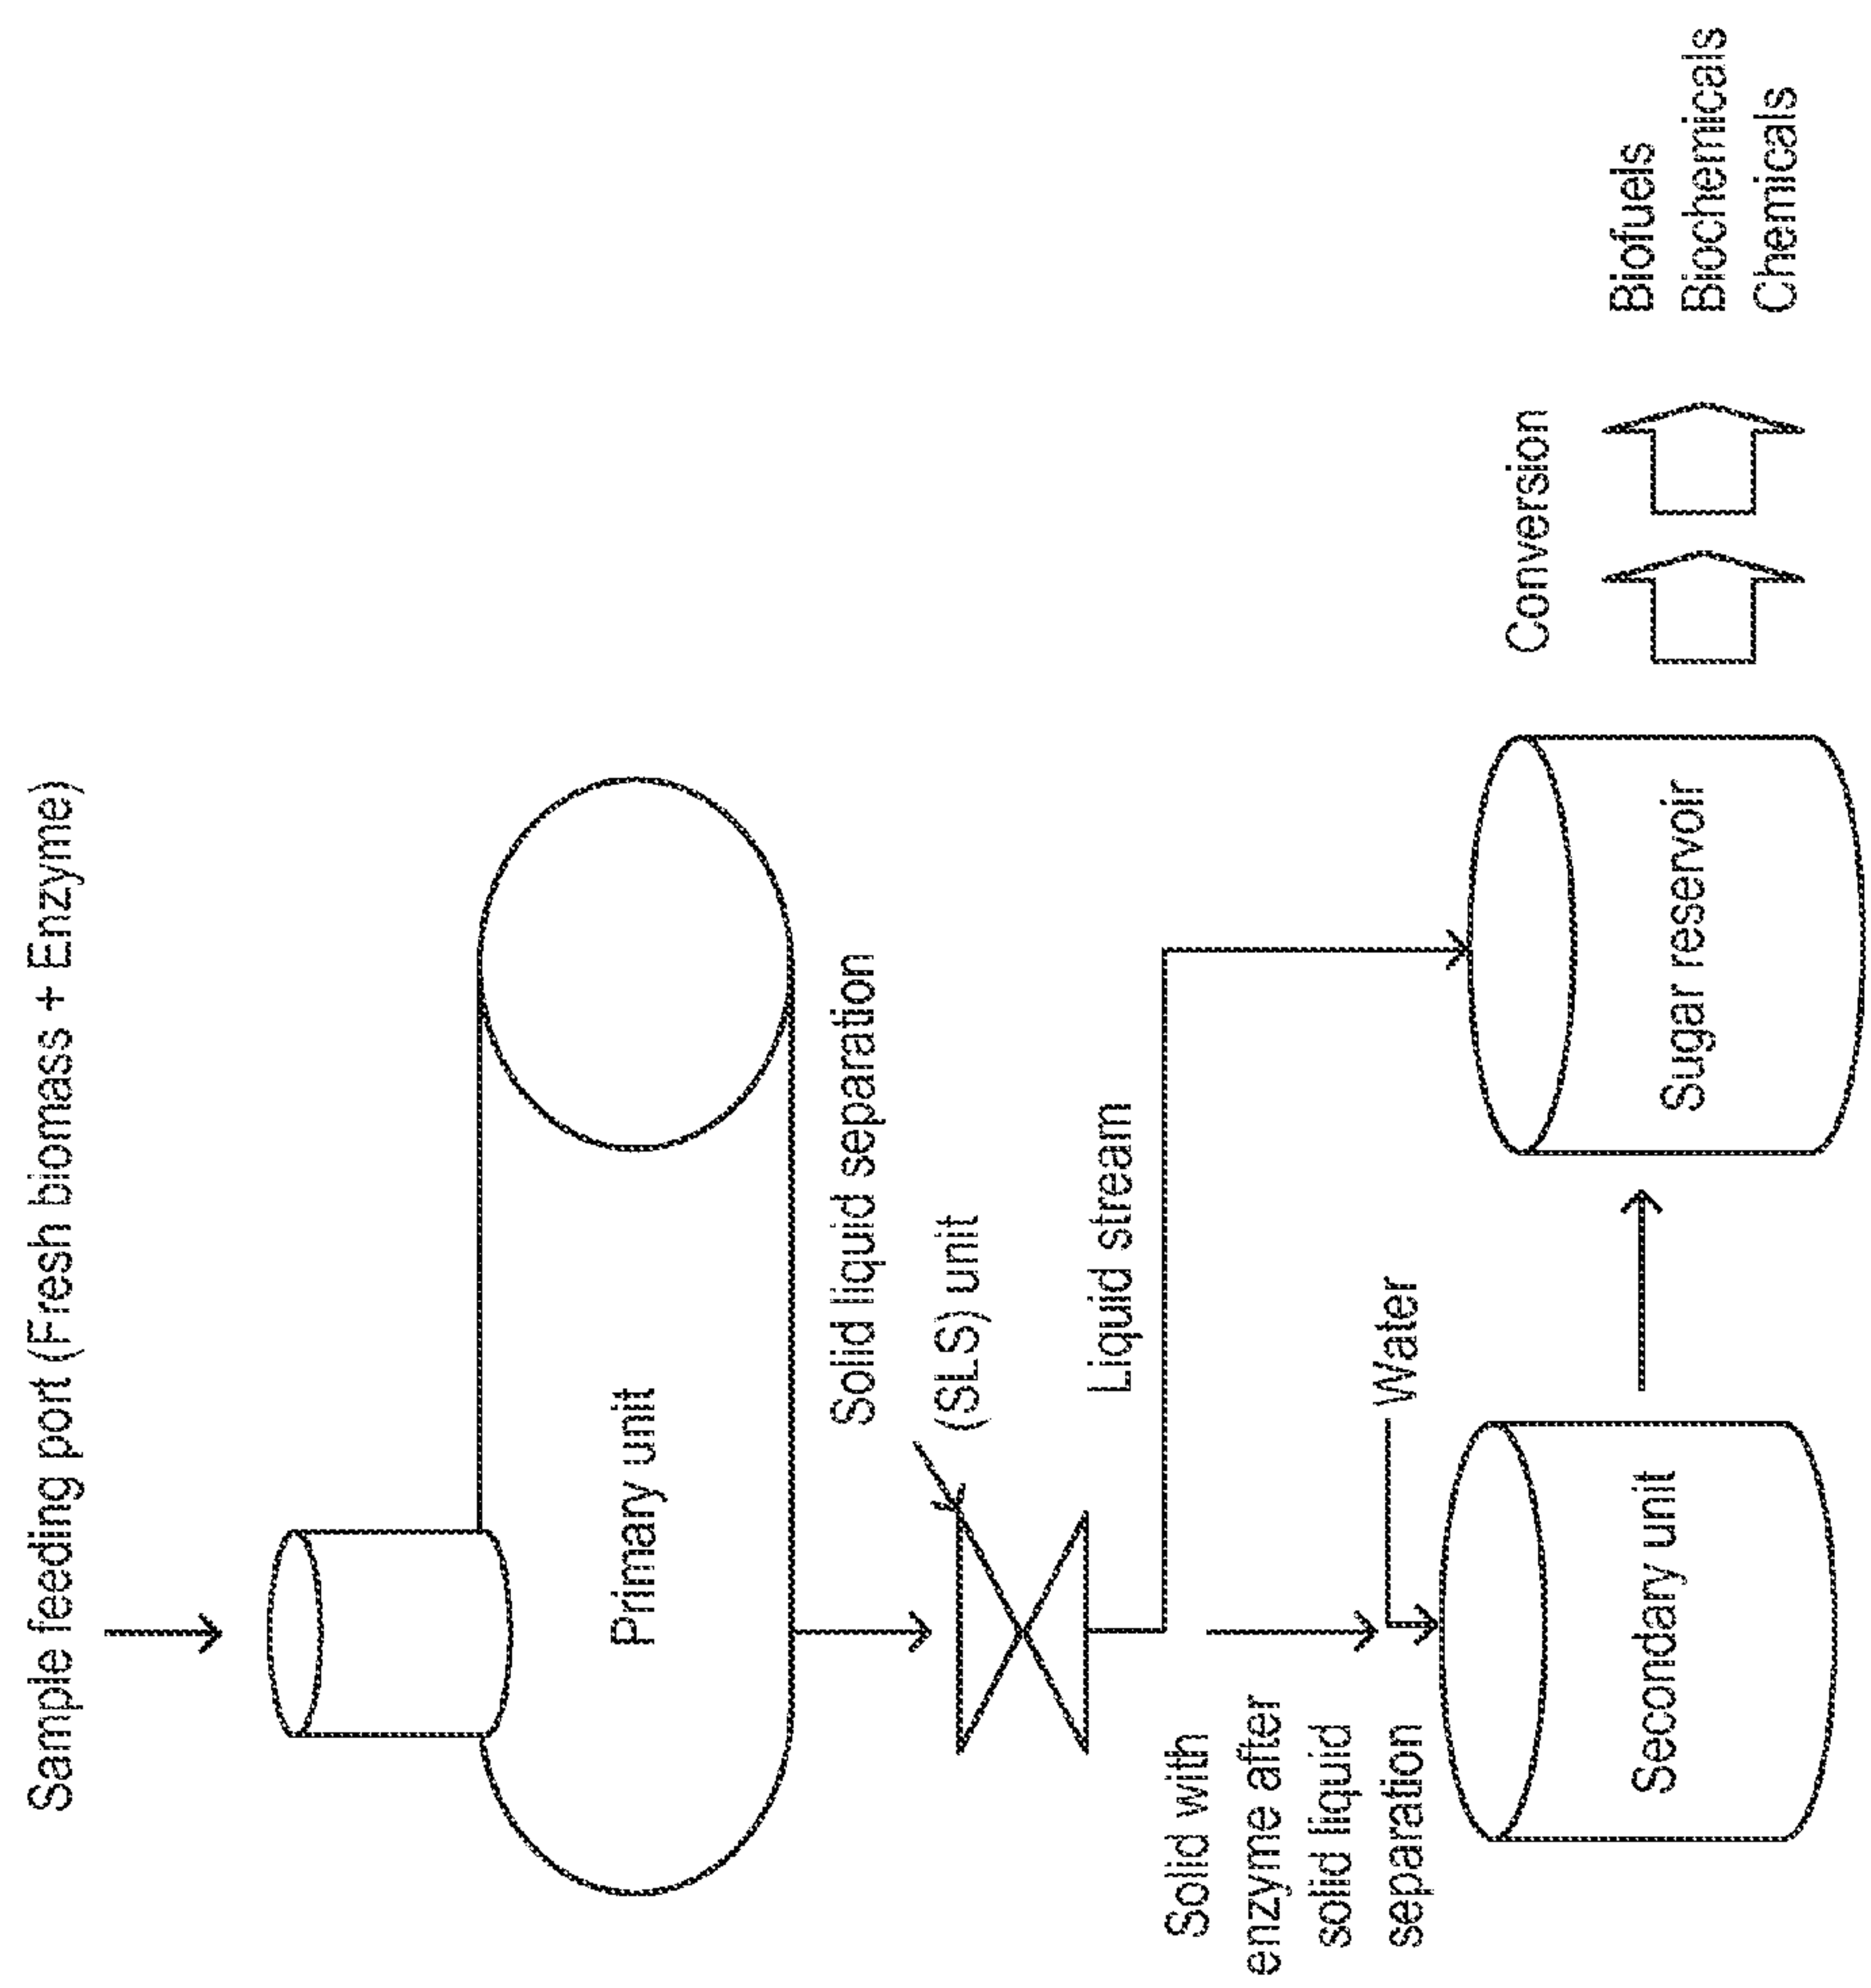 Sample feeding port (Fresh biomass + Enzyme)
Primary unit
Solid liquid separation
(SLS) unit
Liquid stream
Solid with
enzyme after
solid liquid
separation
Water
Secondary unit
Sugar reservoir
Conversion
Biofuels
Biochemicals
Chemicals